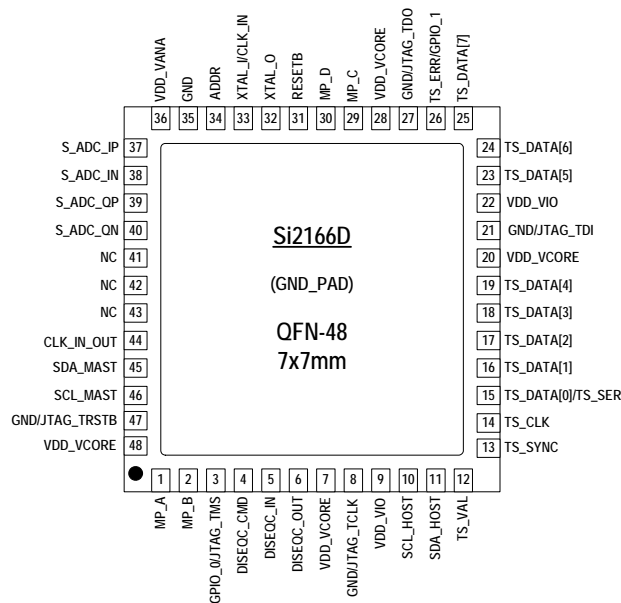 VDD_VANA
GND
ADDR
XTAL_I/CLK_IN
XTAL_O
RESETB
MP_D
MP_C
VDD_VCORE
GND/JTAG_TDO
TS_ERR/GPIO_1
TS_DATA[7]
36 35 34 33 32 31 30 29 28 27 26 25
S_ADC_IP 37
S_ADC_IN 38
S_ADC_QP 39
S_ADC_QN 40
NC 41
NC 42
NC 43
CLK_IN_OUT 44
SDA_MAST 45
SCL_MAST 46
GND/JTAG_TRSTB 47
VDD_VCORE 48
Si2166D
(GND_PAD)
QFN-48
7x7mm
24 TS_DATA[6]
23 TS_DATA[5]
22 VDD_VIO
21 GND/JTAG_TDI
20 VDD_VCORE
19 TS_DATA[4]
18 TS_DATA[3]
17 TS_DATA[2]
16 TS_DATA[1]
15 TS_DATA[0]/TS_SER
14 TS_CLK
13 TS_SYNC
1 2 3 4 5 6 7 8 9 10 11 12
MP_A
MP_B
GPIO_0/JTAG_TMS
DISEQC_CMD
DISEQC_IN
DISEQC_OUT
VDD_VCORE
GND/JTAG_TCLK
VDD_VIO
SCL_HOST
SDA_HOST
TS_VAL